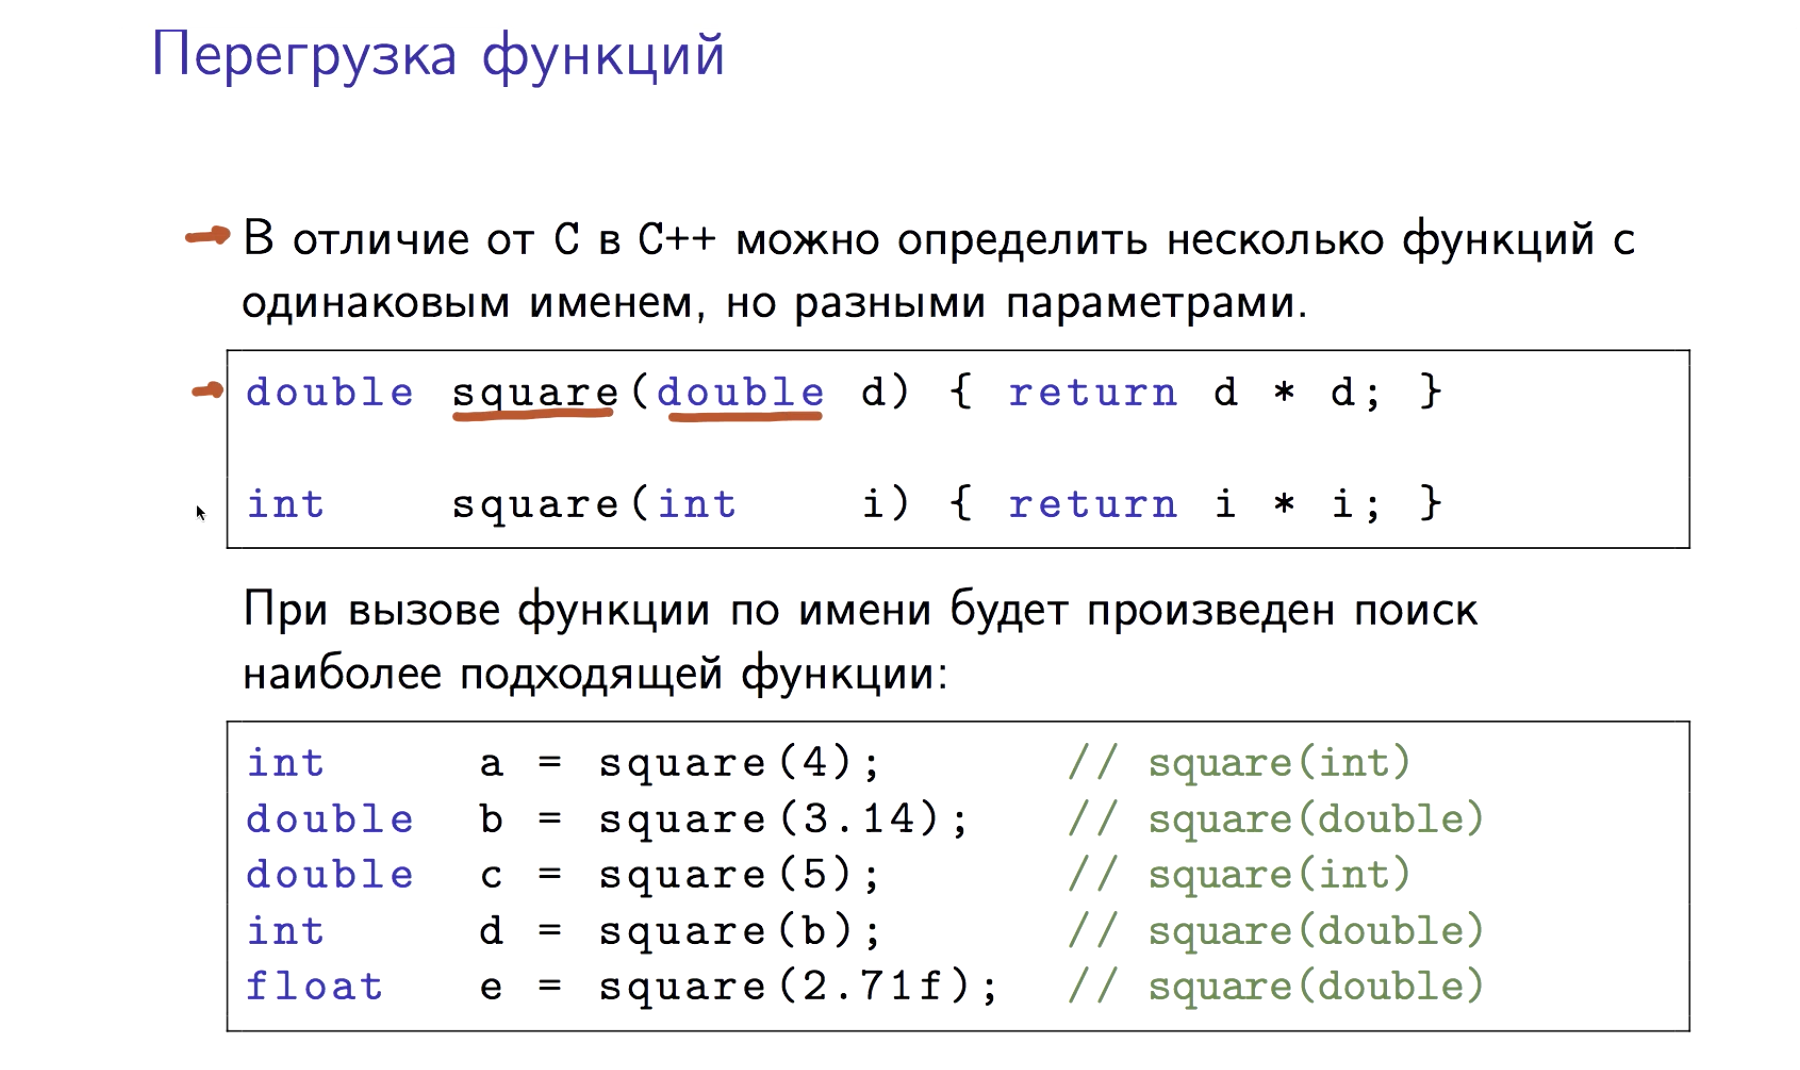 Перегрузка функций
В отличие от C в C++ можно определить несколько функций с
одинаковым именем, но разными параметрами.
double square(double d) { return d * d; }
int square(int i) { return i * i; }
При вызове функции по имени будет произведен поиск
наиболее подходящей функции:
int a = square(4); // square(int)
double b = square(3.14); // square(double)
double c = square(5); // square(int)
int d = square(b); // square(double)
float e = square(2.71f); // square(double)